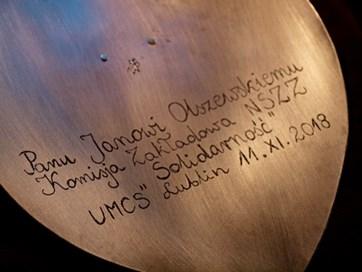 Panu Janowi Olszewskiemu
Komisja Zakładowa NSZZ
"Solidarność"
UMCS" Lublin 11.XI.2018